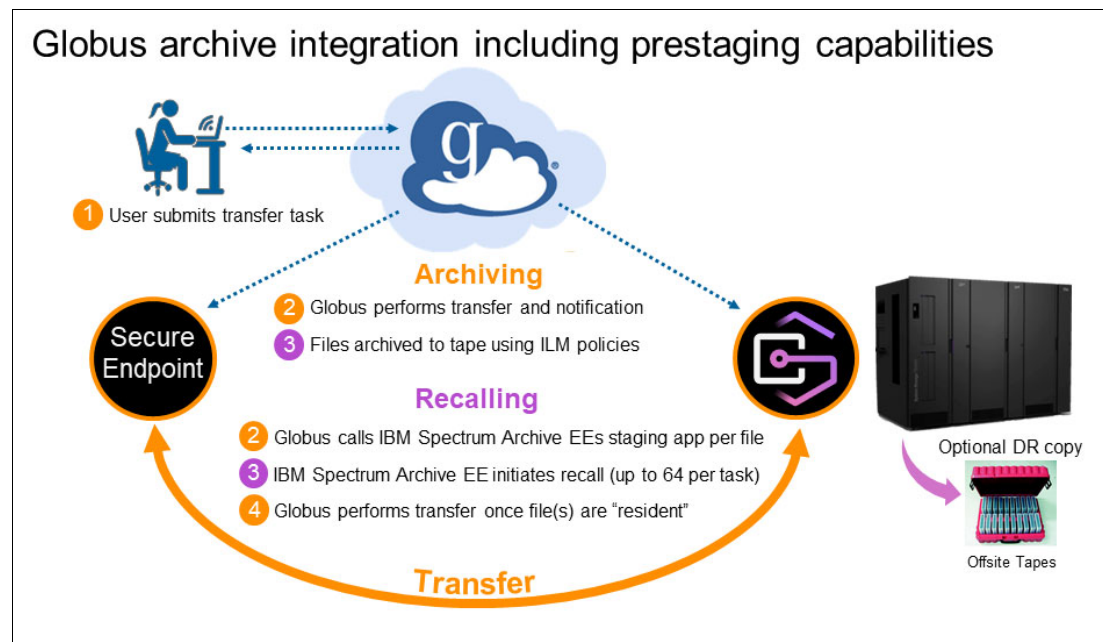 Globus archive integration including prestaging capabilities
g
®
1 User submits transfer task
Archiving
2 Globus performs transfer and notification
3 Files archived to tape using ILM policies
Secure
Endpoint
Recalling
2 Globus calls IBM Spectrum Archive EEs staging app per file
3 IBM Spectrum Archive EE initiates recall (up to 64 per task)
4 Globus performs transfer once file(s) are “resident”
Optional DR copy
Offsite Tapes
Transfer